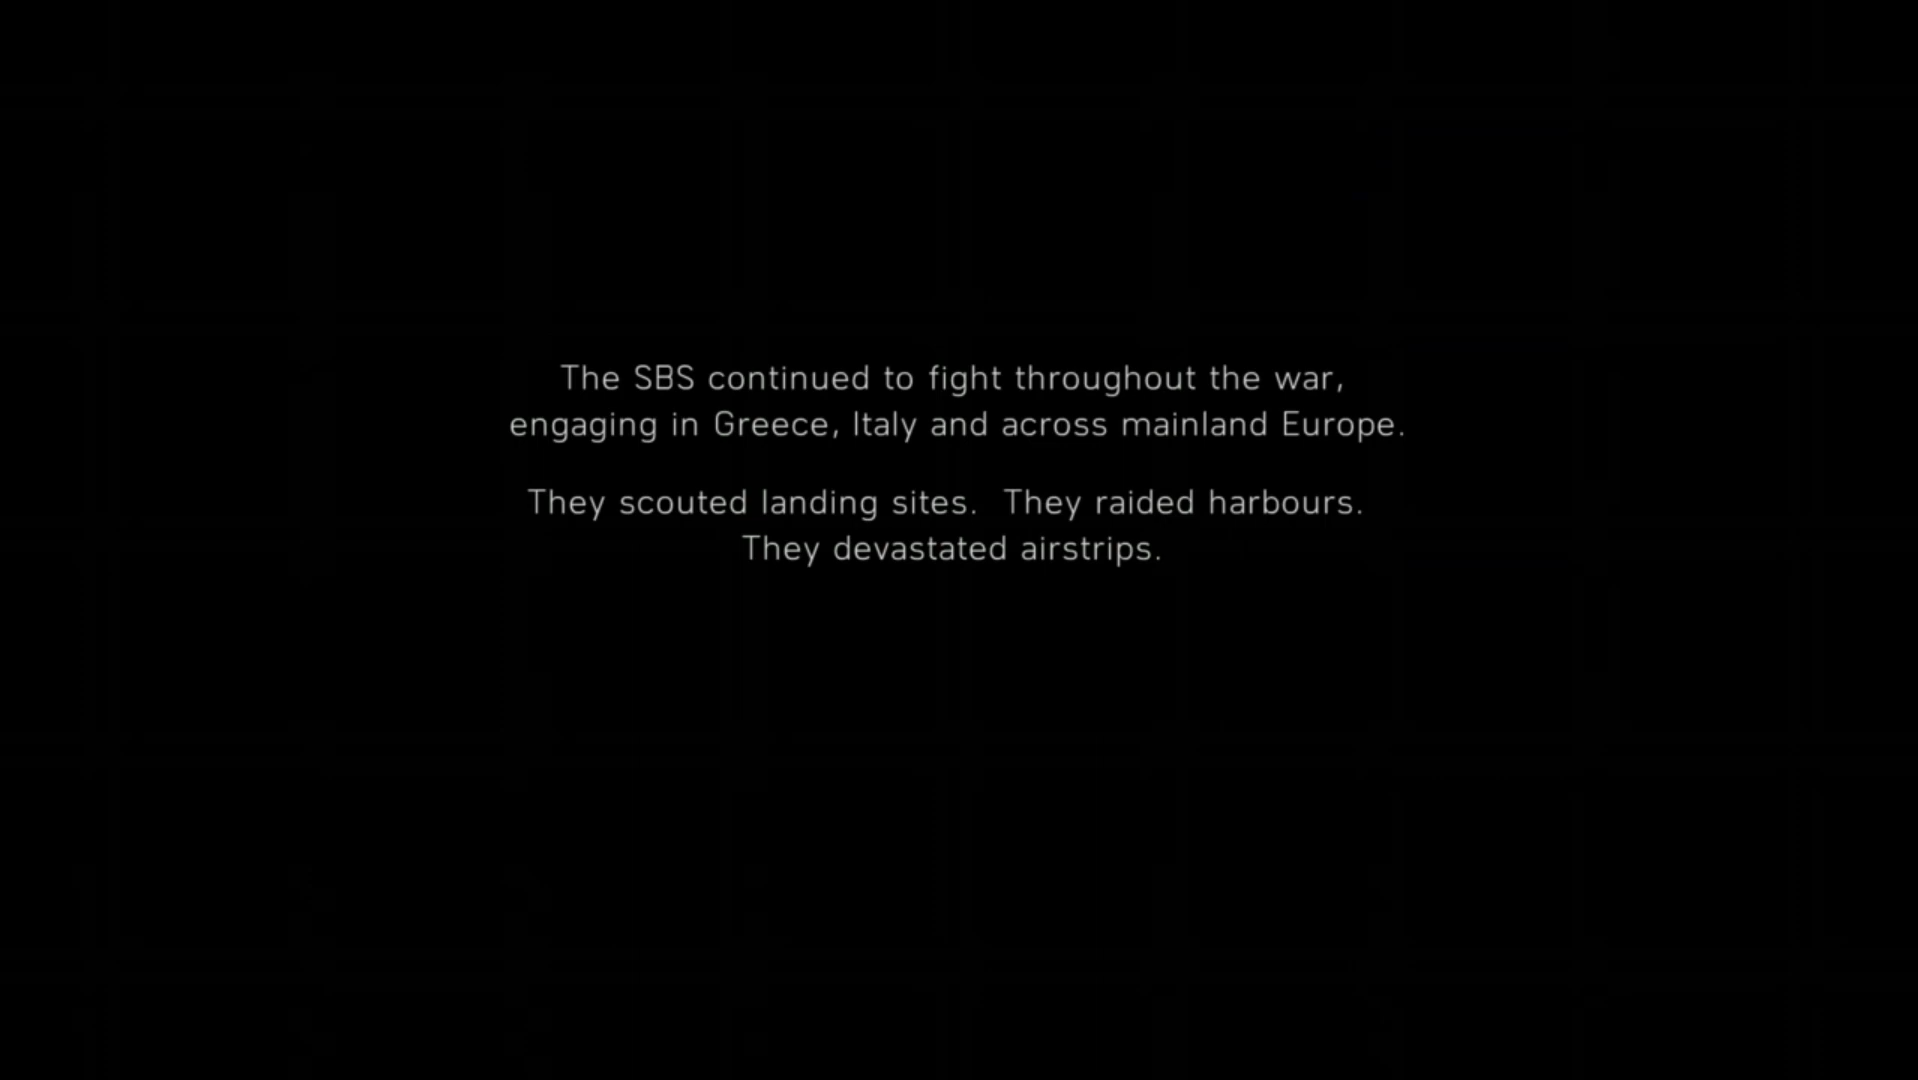 The SBS continued to fight throughout the war,
engaging in Greece, Italy and across mainland Europe.
They scouted landing sites.  They raided harbours.
They devastated airstrips.